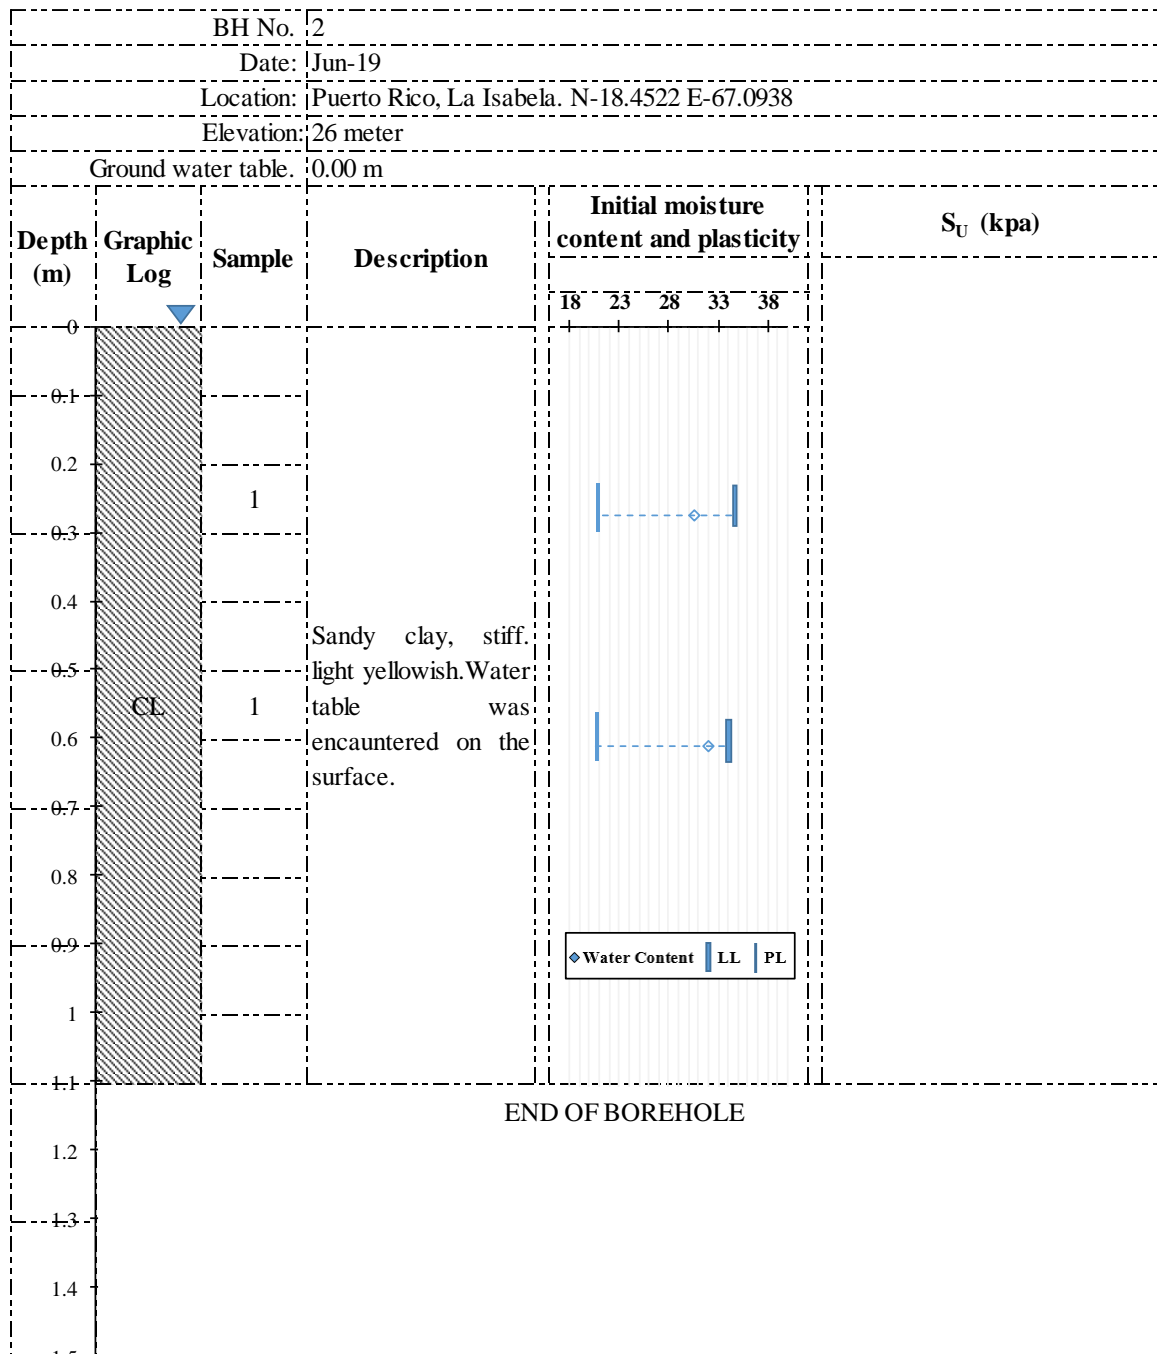 BH No. 2
Date: Jun-19
Location: Puerto Rico, La Isabela. N-18.4522 E-67.0938
Elevation: 26 meter
Ground water table. 0.00 m
Depth (m)
Graphic Log
Sample
Description
Initial moisture
content and plasticity
S_U (kpa)
18 23 28 33 38
0
0.1
0.2
1
0.3
0.4
Sandy clay, stiff.
0.5
light yellowish.Water
CL 1 table was
0.6
encauntered on the
surface.
0.7
0.8
0.9
Water Content LL PL
1
1.1
END OF BOREHOLE
1.2
1.3
1.4
1.5